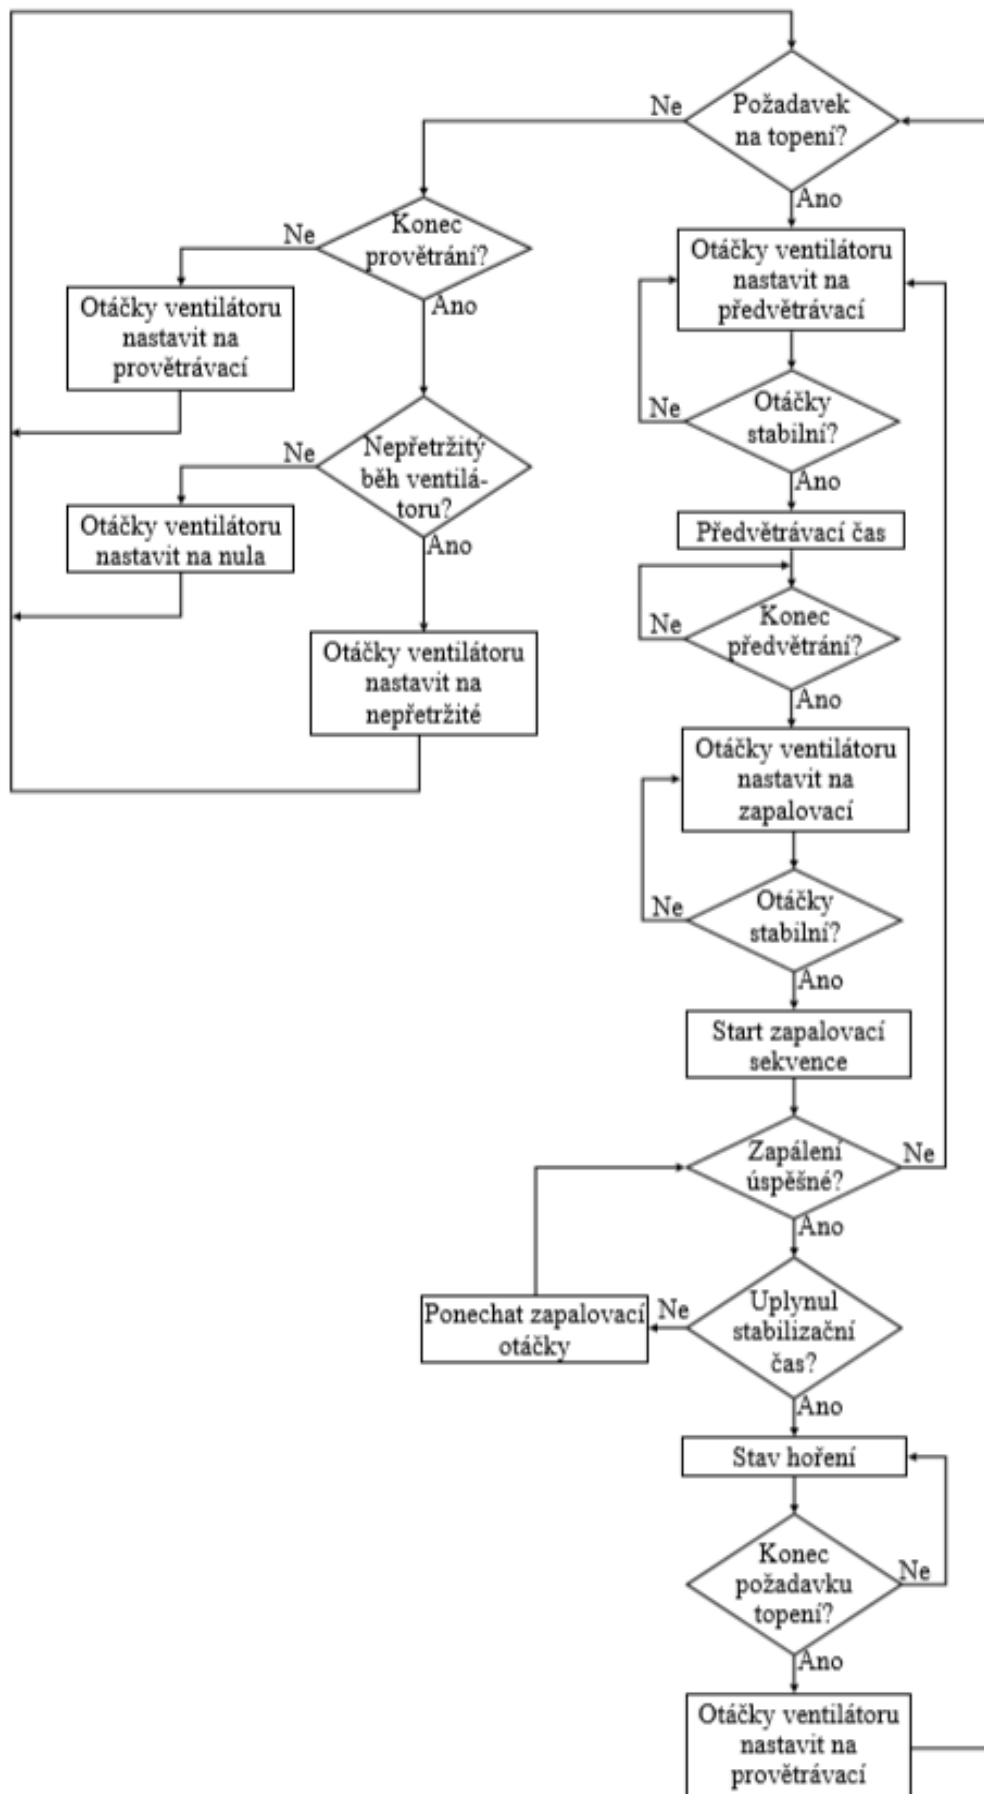 Požadavek
na topení?
Ne
Ano
Konec
provětrání?
Ne
Ano
Otáčky ventilátoru
nastavit na
provětrávací
Nepřetržitý
běh ventilá-
toru?
Ne
Ano
Otáčky ventilátoru
nastavit na nula
Otáčky ventilátoru
nastavit na
nepřetržité
Otáčky ventilátoru
nastavit na
předvětrávací
Otáčky
stabilní?
Ne
Ano
Předvětrávací čas
Konec
předvětrání?
Ne
Ano
Otáčky ventilátoru
nastavit na
zapalovací
Otáčky
stabilní?
Ne
Ano
Start zapalovací
sekvence
Zapálení
úspěšné?
Ne
Ano
Uplynul
stabilizační
čas?
Ne
Ano
Ponechat zapalovací
otáčky
Stav hoření
Konec
požadavku
topení?
Ne
Ano
Otáčky ventilátoru
nastavit na
provětrávací